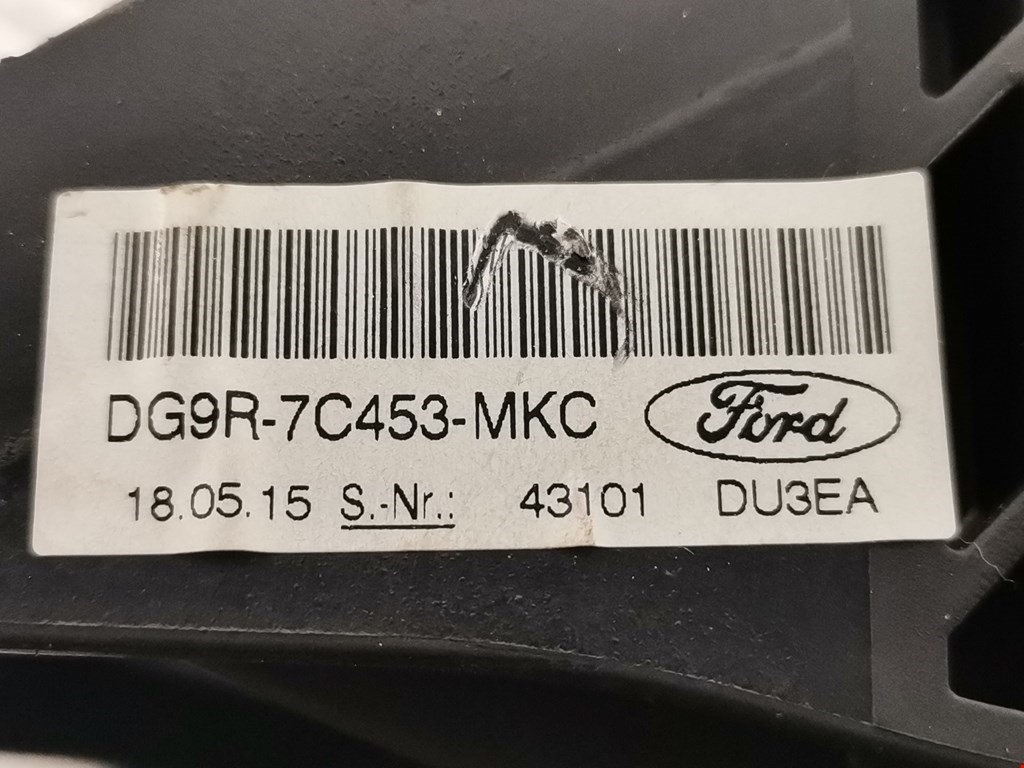 DG9R-7C453-MKC Ford
18.05.15 S.-Nr.: 43101 DU3EA